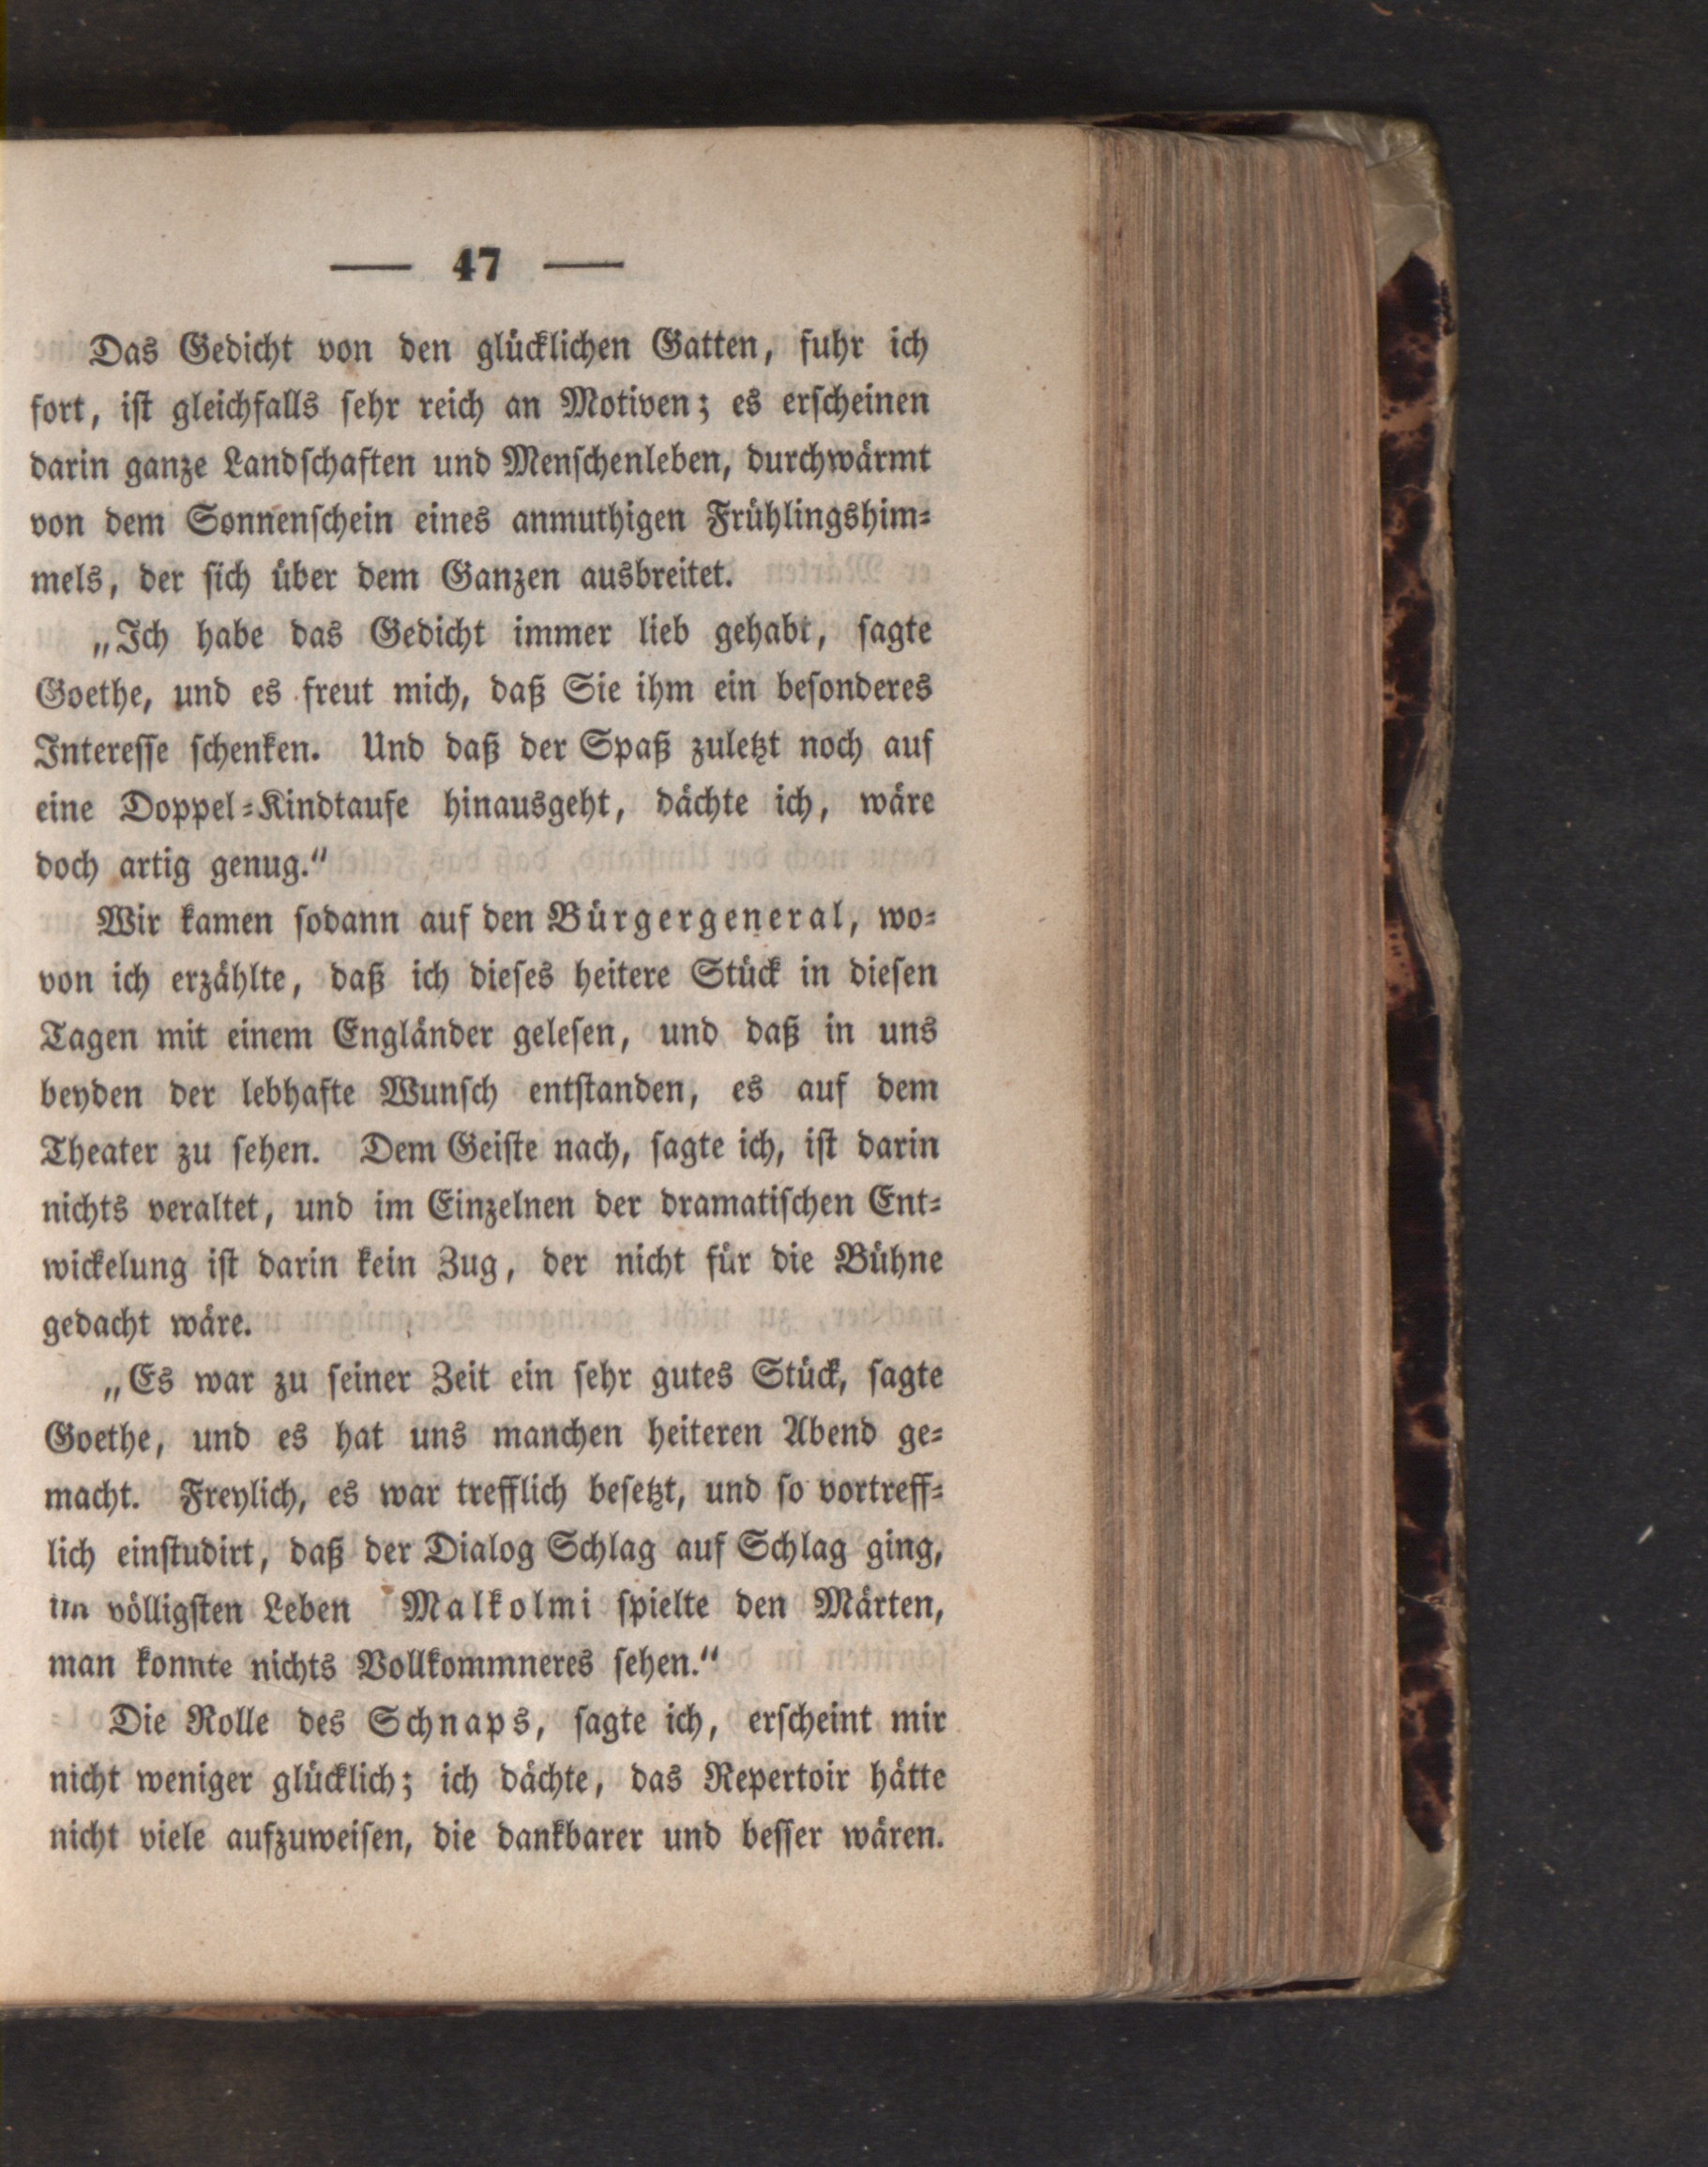 — 47 —
Das Gedicht von den glücklichen Gatten, fuhr ich
fort, iſt gleichfalls ſehr reich an Motiven; es erſcheinen
darin ganze Landſchaften und Menſchenleben, durchwärmt
von dem Sonnenſchein eines anmuthigen Frühlingshim⸗
mels, der ſich über dem Ganzen ausbreitet.
„Ich habe das Gedicht immer lieb gehabt, ſagte
Goethe, und es freut mich, daß Sie ihm ein beſonderes
Intereſſe ſchenken. Und daß der Spaß zuletzt noch auf
eine Doppel⸗Kindtaufe hinausgeht, dächte ich, wäre
doch artig genug.“
Wir kamen ſodann auf den Bürgergeneral, wo⸗
von ich erzählte, daß ich dieſes heitere Stück in dieſen
Tagen mit einem Engländer geleſen, und daß in uns
beyden der lebhafte Wunſch entſtanden, es auf dem
Theater zu ſehen. Dem Geiſte nach, ſagte ich, iſt darin
nichts veraltet, und im Einzelnen der dramatiſchen Ent⸗
wickelung iſt darin kein Zug, der nicht für die Bühne
gedacht wäre.
„Es war zu ſeiner Zeit ein ſehr gutes Stück, ſagte
Goethe, und es hat uns manchen heiteren Abend ge⸗
macht. Freylich, es war trefflich beſetzt, und ſo vortreff⸗
lich einſtudirt, daß der Dialog Schlag auf Schlag ging,
im völligſten Leben Malkolmi ſpielte den Märten,
man konnte nichts Vollkommneres ſehen.“
Die Rolle des Schnaps, ſagte ich, erſcheint mir
nicht weniger glücklich; ich dächte, das Repertoir hätte
nicht viele aufzuweiſen, die dankbarer und beſſer wären.